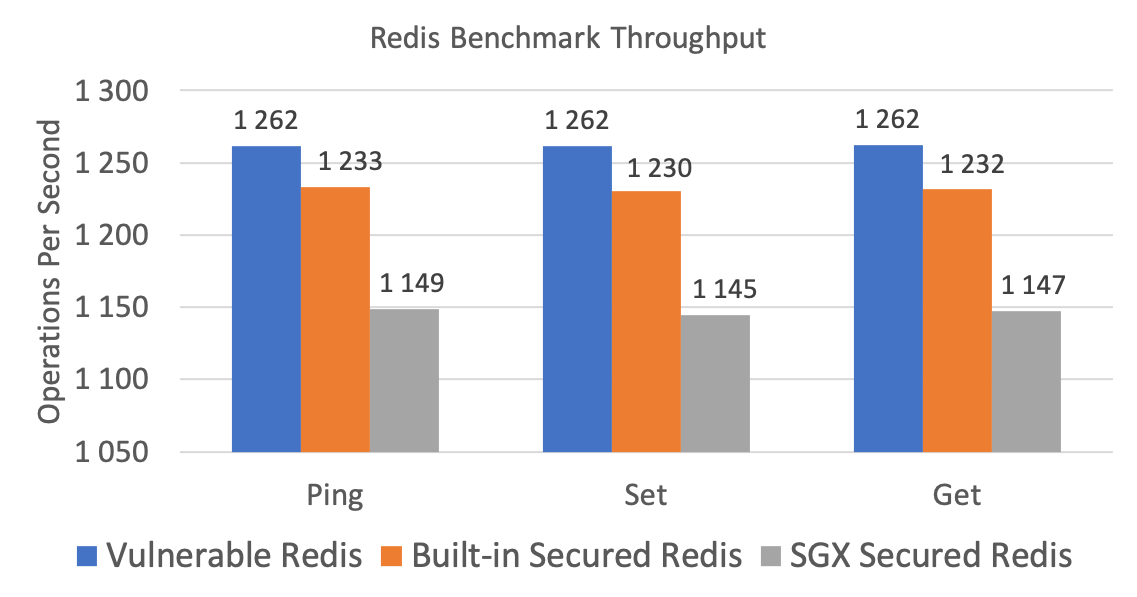 Redis Benchmark Throughput
Operations Per Second
1 300
1 250
1 200
1 150
1 100
1 050
1 262
1 233
1 149
1 262
1 230
1 145
1 262
1 232
1 147
Ping
Set
Get
Vulnerable Redis
Built-in Secured Redis
SGX Secured Redis